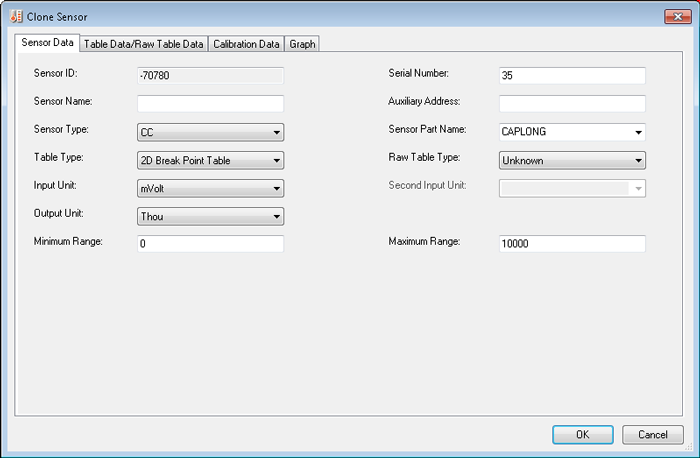 Clone Sensor
Sensor Data Table Data/Raw Table Data Calibration Data Graph
Sensor ID: -70780 Serial Number: 35
Sensor Name: Auxiliary Address:
Sensor Type: CC Sensor Part Name: CAPLONG
Table Type: 2D Break Point Table Raw Table Type: Unknown
Input Unit: mVolt Second Input Unit:
Output Unit: Thou
Minimum Range: 0 Maximum Range: 10000
OK Cancel